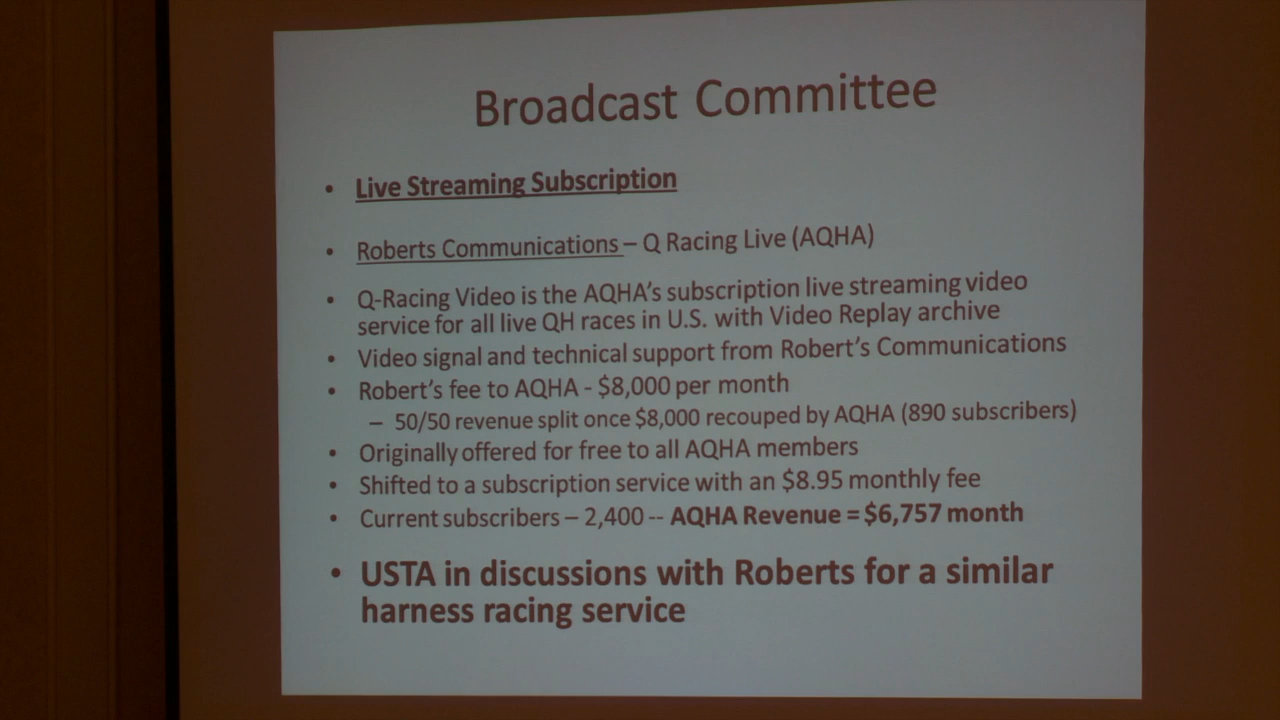 Broadcast Committee
• Live Streaming Subscription
• Roberts Communications – Q Racing Live (AQHA)
• Q-Racing Video is the AQHA's subscription live streaming video
service for all live QH races in U.S. with Video Replay archive
• Video signal and technical support from Robert's Communications
• Robert's fee to AQHA - $8,000 per month
– 50/50 revenue split once $8,000 recouped by AQHA (890 subscribers)
• Originally offered for free to all AQHA members
• Shifted to a subscription service with an $8.95 monthly fee
• Current subscribers – 2,400 -- AQHA Revenue = $6,757 month
• USTA in discussions with Roberts for a similar
harness racing service